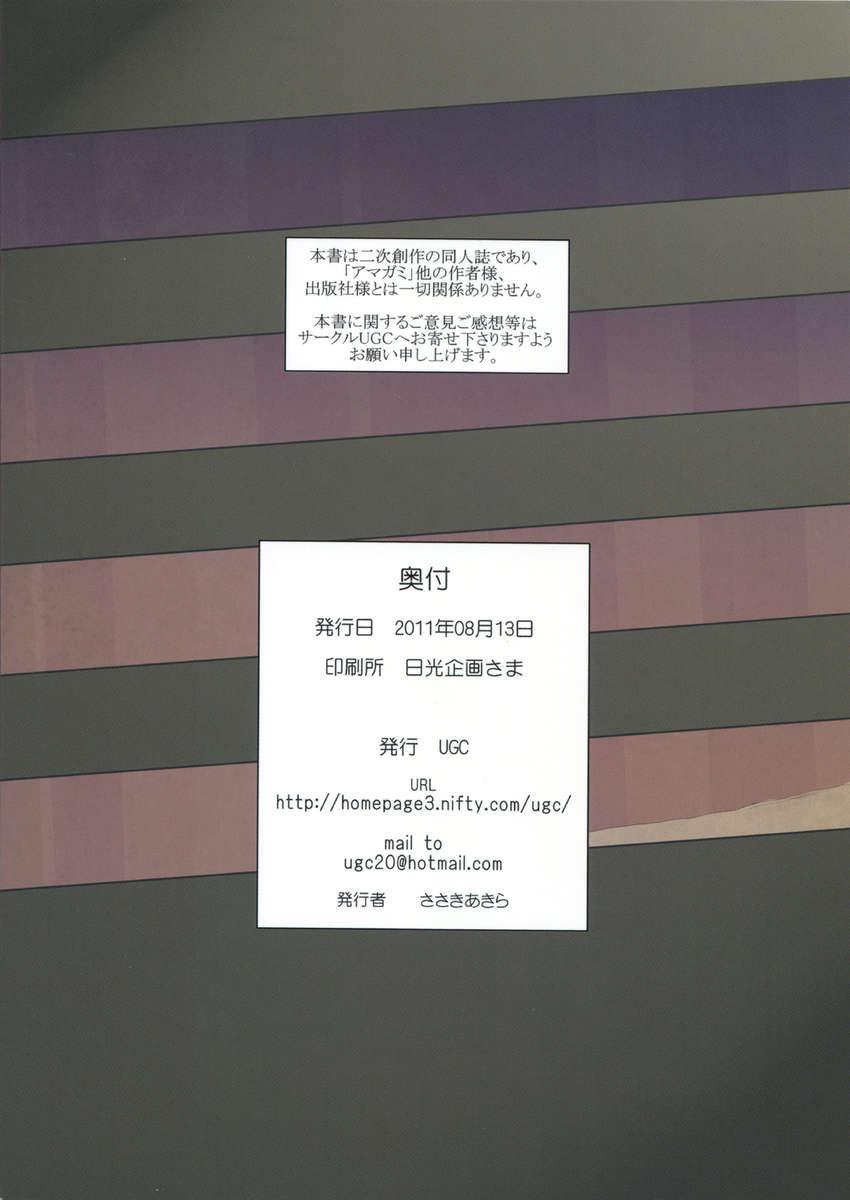 本書は二次創作の同人誌であり、
「アマガミ」他の作者様、
出版社様とは一切関係ありません。
本書に関するご意見ご感想等は
サークルUGCへお寄せ下さりますよう
お願い申し上げます。
奥付
発行日　2011年08月13日
印刷所　日光企画さま
発行　UGC
URL
http://homepage3.nifty.com/ugc/
mail to
ugc20@hotmail.com
発行者　ささきあきら